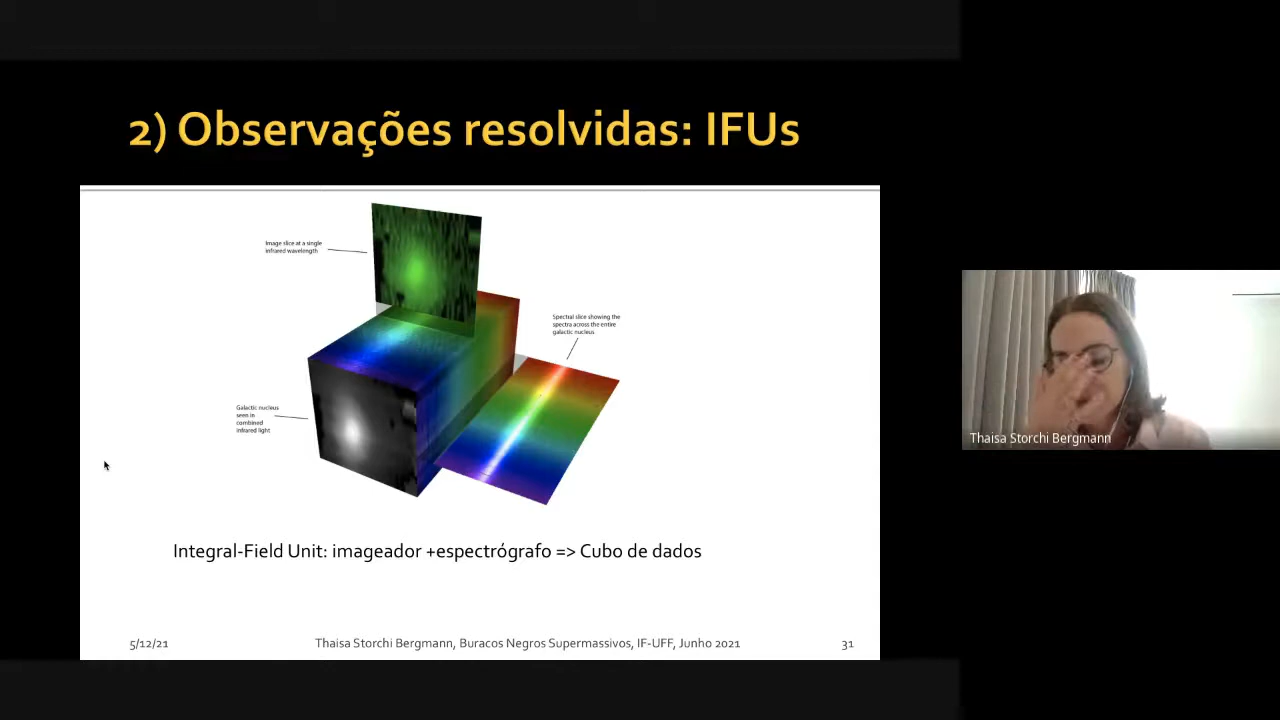 2) Observações resolvidas: IFUs
Image slice at a single
infrared wavelength
Spectral slice showing the
spectra across the entire
galactic nucleus
Galactic nucleus
seen in
combined
infrared light
Thaisa Storchi Bergmann
Integral-Field Unit: imageador +espectrógrafo => Cubo de dados
5/12/21
Thaisa Storchi Bergmann, Buracos Negros Supermassivos, IF-UFF, Junho 2021
31